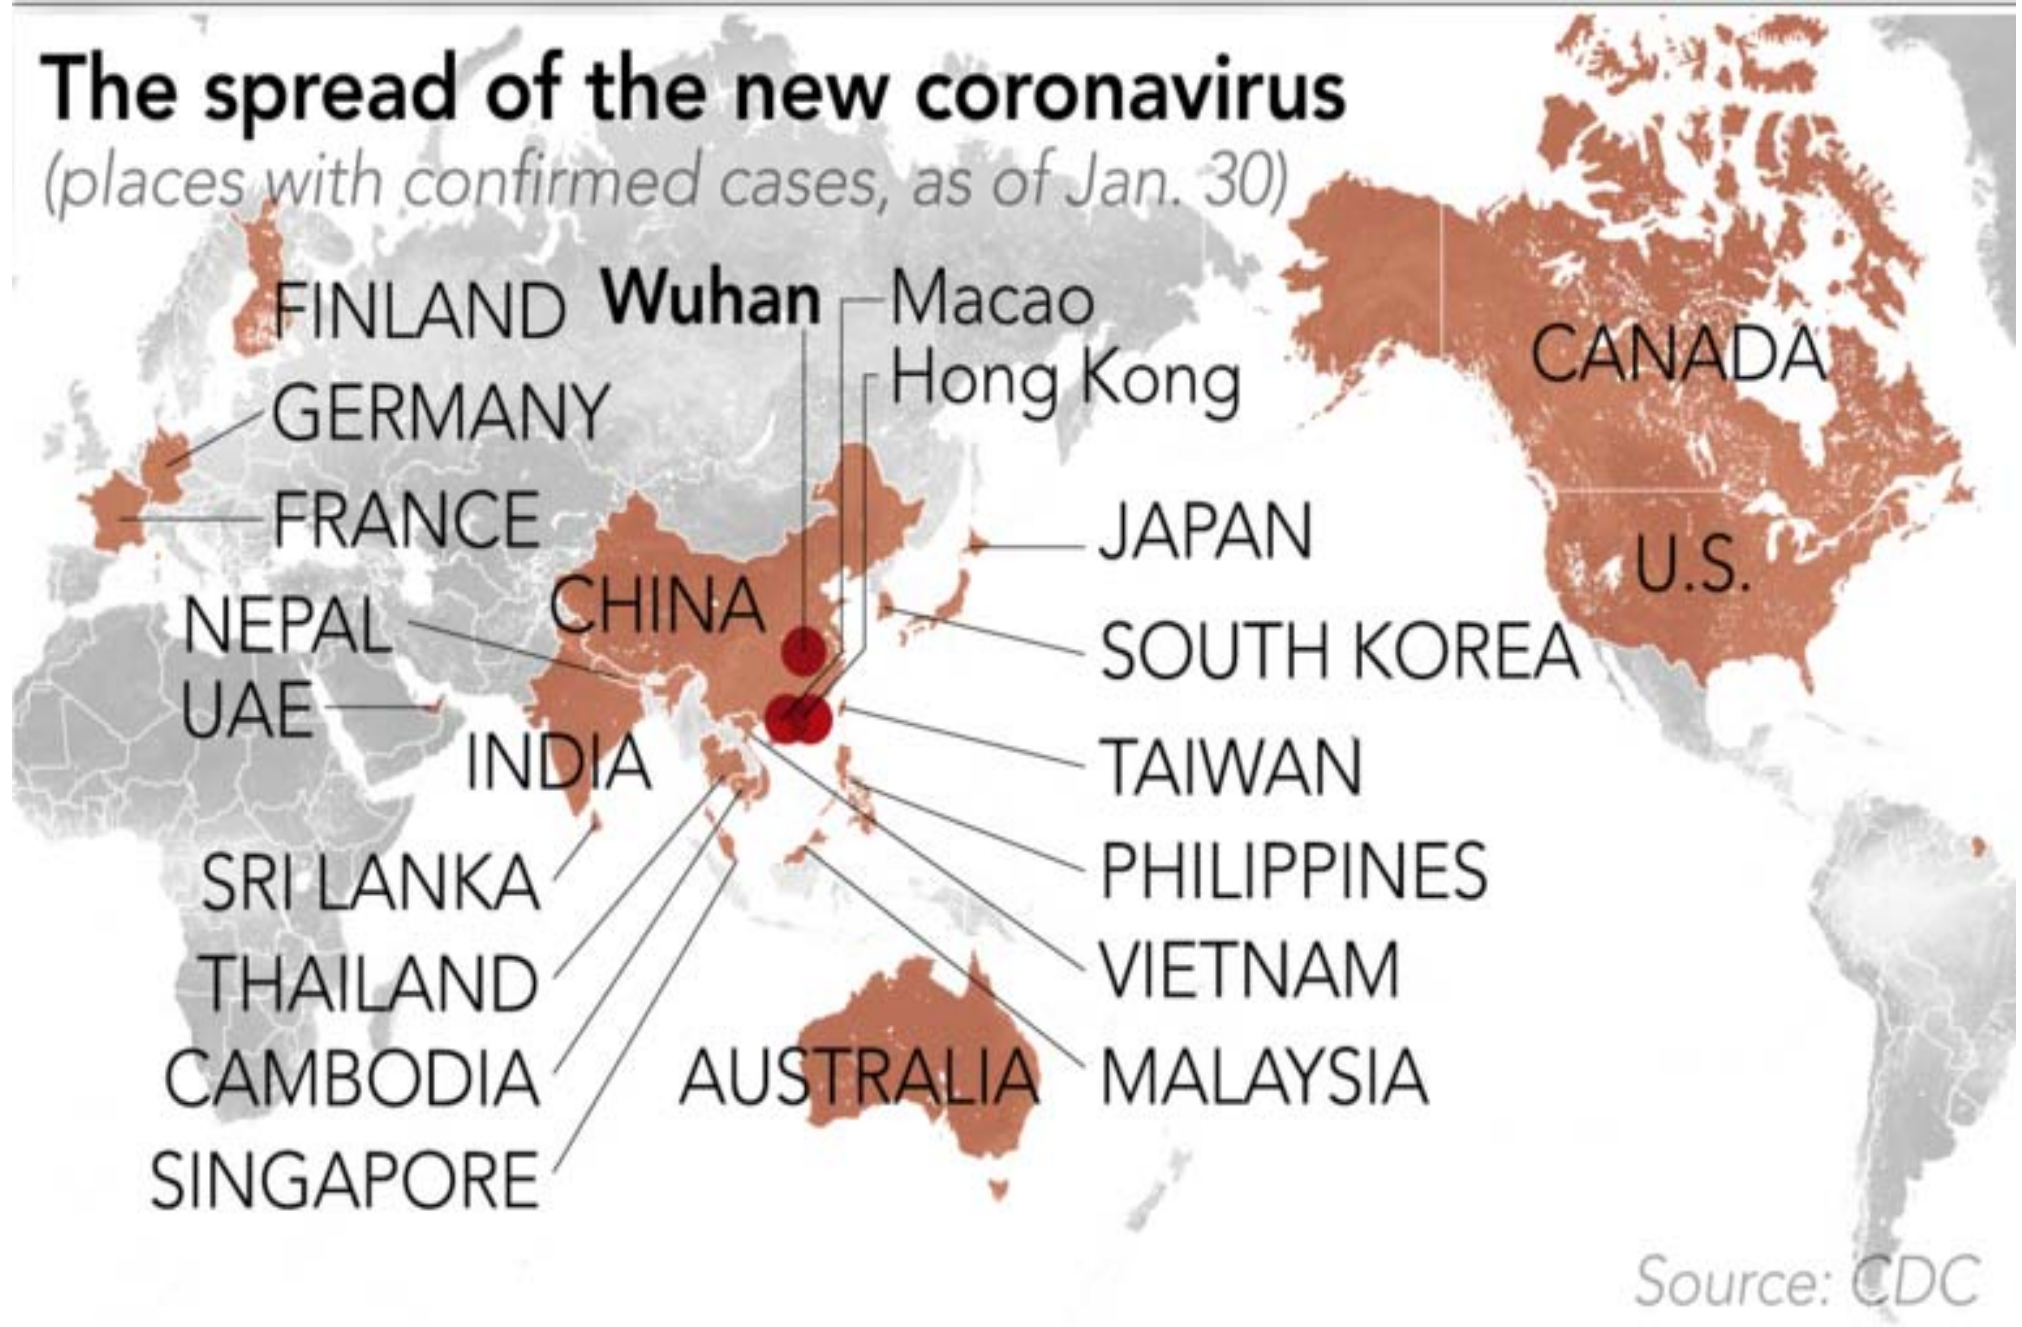 The spread of the new coronavirus
(places with confirmed cases, as of Jan. 30)
FINLAND
Wuhan
Macao
Hong Kong
CANADA
GERMANY
FRANCE
JAPAN
U.S.
CHINA
NEPAL
SOUTH KOREA
UAE
INDIA
TAIWAN
SRI LANKA
PHILIPPINES
THAILAND
VIETNAM
CAMBODIA
AUSTRALIA
MALAYSIA
SINGAPORE
Source: CDC